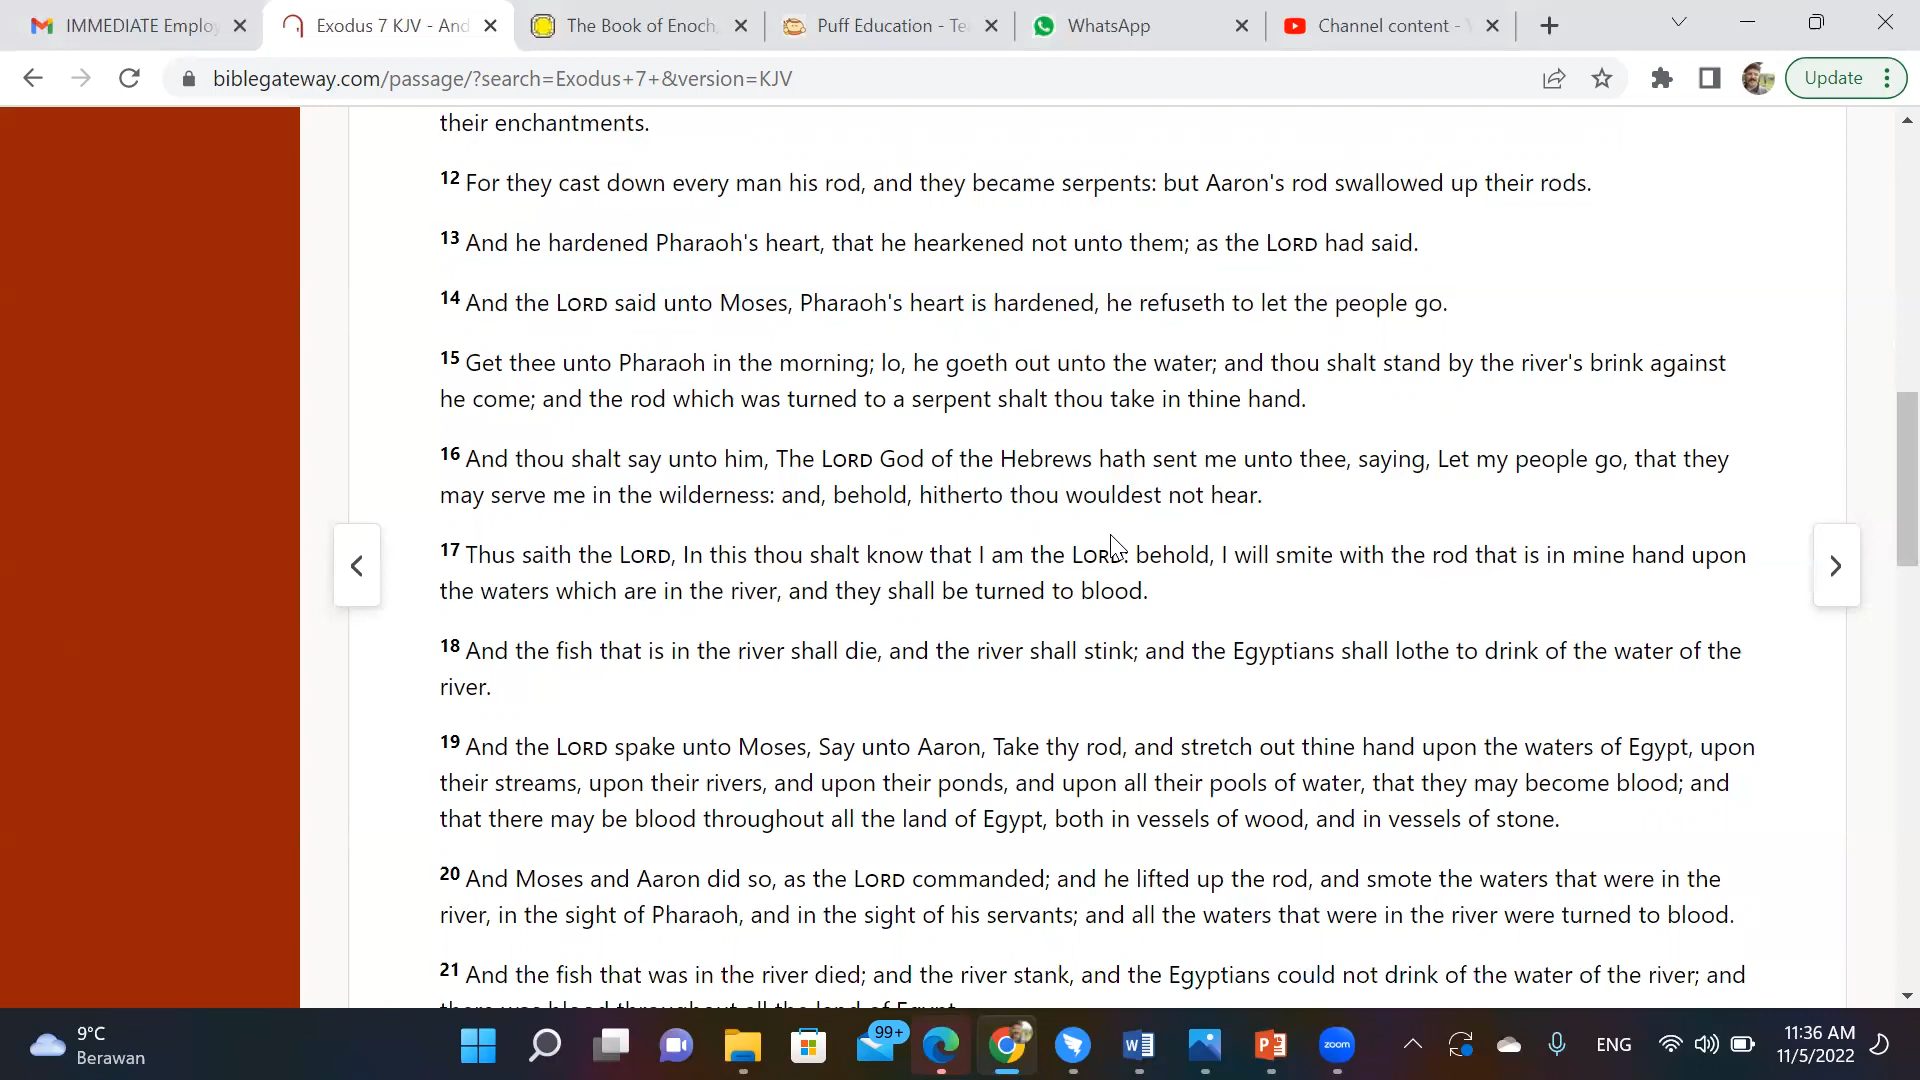 IMMEDIATE Emplo
Exodus 7 KJV - And
The Book of Enoch,
Puff Education - Te
WhatsApp
Channel content - Y
biblegateway.com/passage/?search=Exodus+7+&version=KJV
Update
their enchantments.
12 For they cast down every man his rod, and they became serpents: but Aaron's rod swallowed up their rods.
13 And he hardened Pharaoh's heart, that he hearkened not unto them; as the LORD had said.
14 And the LORD said unto Moses, Pharaoh's heart is hardened, he refuseth to let the people go.
15 Get thee unto Pharaoh in the morning; lo, he goeth out unto the water; and thou shalt stand by the river's brink against
he come; and the rod which was turned to a serpent shalt thou take in thine hand.
16 And thou shalt say unto him, The LORD God of the Hebrews hath sent me unto thee, saying, Let my people go, that they
may serve me in the wilderness: and, behold, hitherto thou wouldest not hear.
17 Thus saith the LORD, In this thou shalt know that I am the LORD: behold, I will smite with the rod that is in mine hand upon
the waters which are in the river, and they shall be turned to blood.
18 And the fish that is in the river shall die, and the river shall stink; and the Egyptians shall lothe to drink of the water of the
river.
19 And the LORD spake unto Moses, Say unto Aaron, Take thy rod, and stretch out thine hand upon the waters of Egypt, upon
their streams, upon their rivers, and upon their ponds, and upon all their pools of water, that they may become blood; and
that there may be blood throughout all the land of Egypt, both in vessels of wood, and in vessels of stone.
20 And Moses and Aaron did so, as the LORD commanded; and he lifted up the rod, and smote the waters that were in the
river, in the sight of Pharaoh, and in the sight of his servants; and all the waters that were in the river were turned to blood.
21 And the fish that was in the river died; and the river stank, and the Egyptians could not drink of the water of the river; and
there was blood throughout all the land of Egypt.
9°C
Berawan
99+
zoom
ENG
11:36 AM
11/5/2022